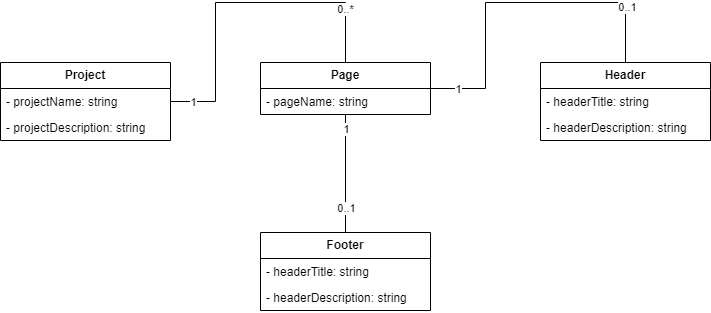 0..*
0..1
Project
- projectName: string
- projectDescription: string
1
Page
- pageName: string
1
1
Header
- headerTitle: string
- headerDescription: string
0..1
Footer
- headerTitle: string
- headerDescription: string